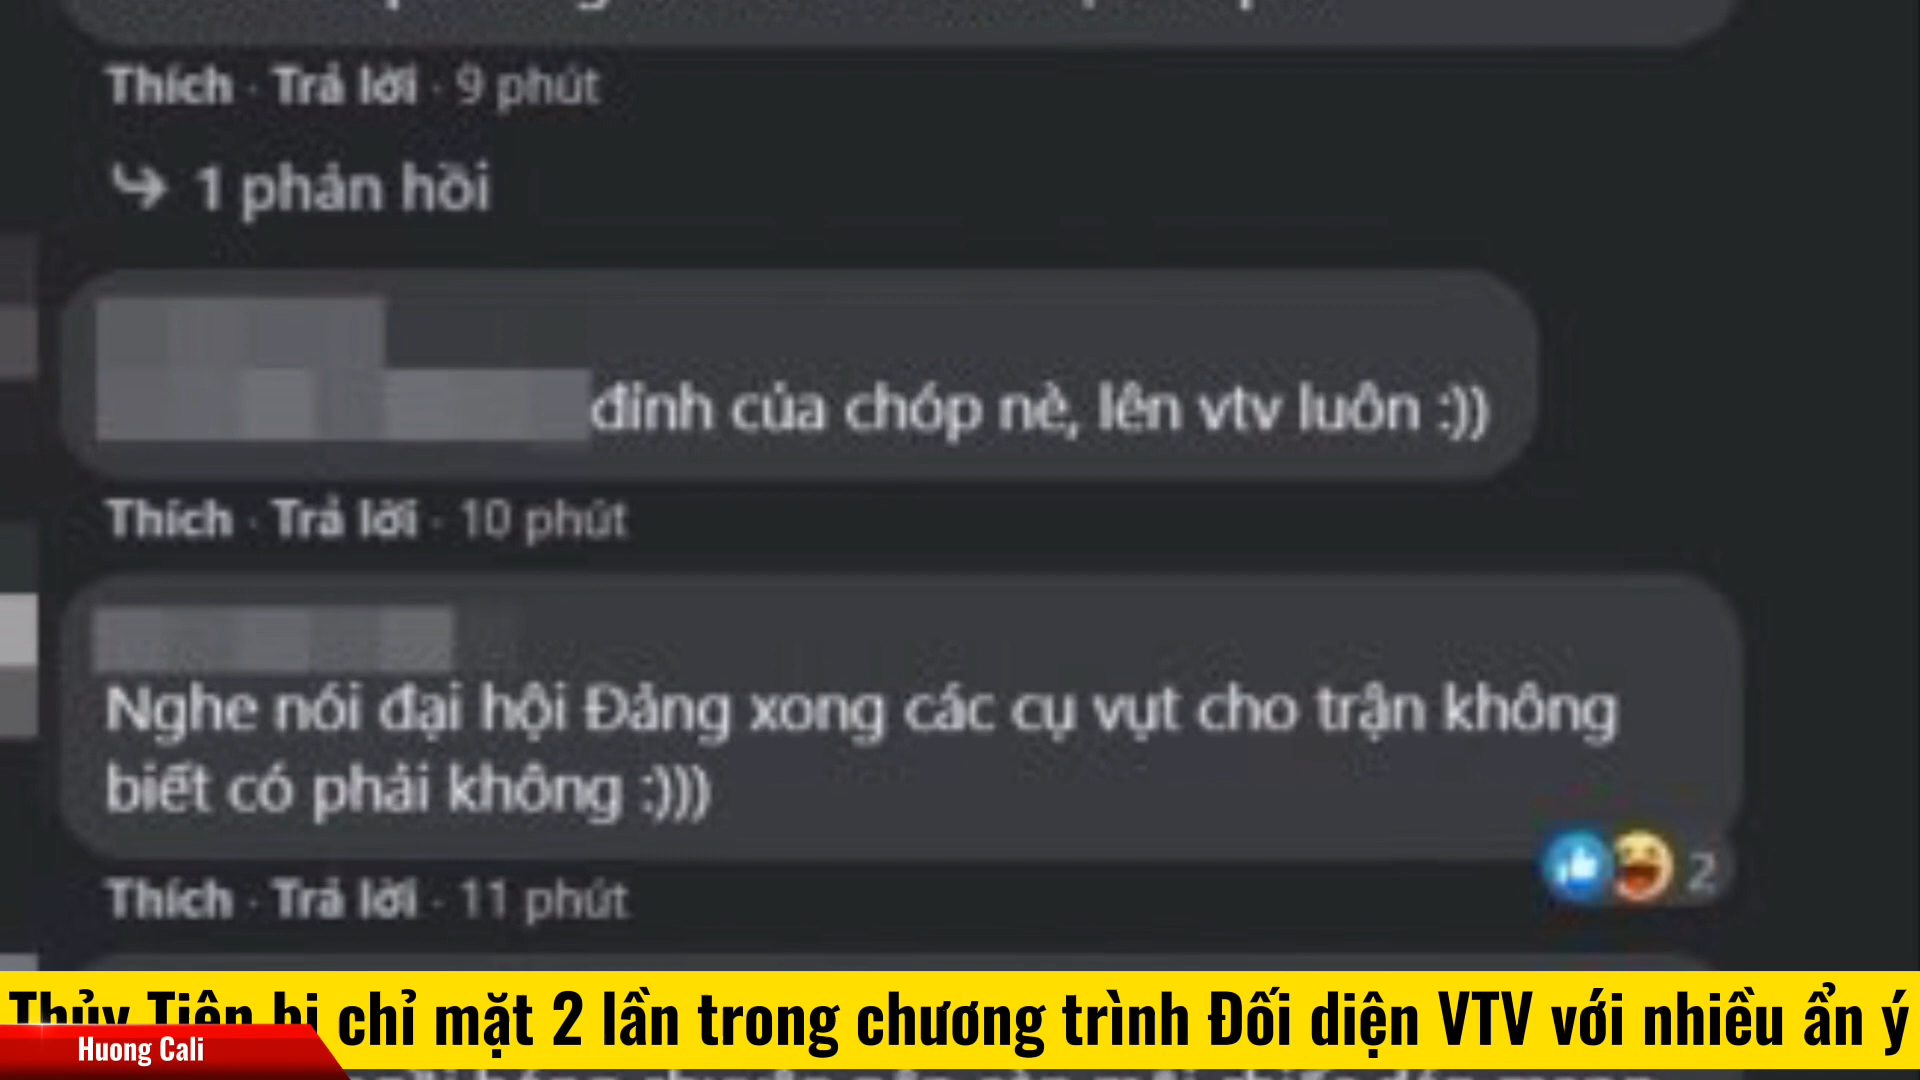 Thích · Trả lời · 9 phút
1 phản hồi
đỉnh của chóp nè, lên vtv luôn :))
Thích · Trả lời · 10 phút
Nghe nói đại hội Đảng xong các cụ vụt cho trận không
biết có phải không :)))
2
Thích · Trả lời · 11 phút
Thủy Tiên bị chỉ mặt 2 lần trong chương trình Đối diện VTV với nhiều ẩn ý
Huong Cali